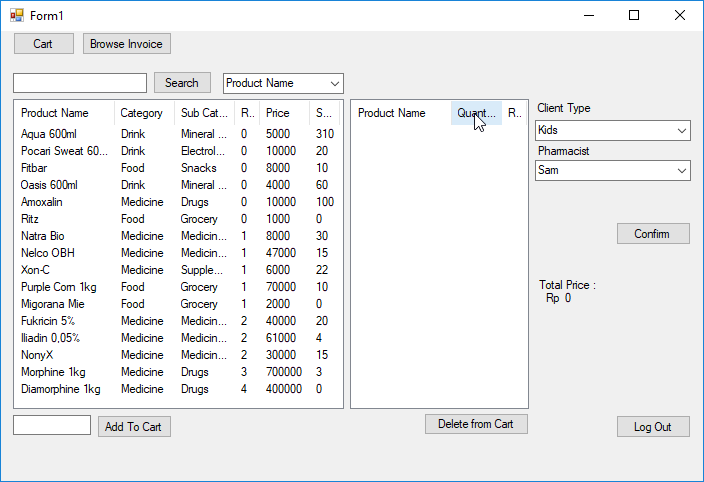 Form1
Cart Browse Invoice
Search Product Name
Product Name Category Sub Cat... R.. Price S...
Aqua 600ml Drink Mineral ... 0 5000 310
Pocari Sweat 60... Drink Electrol... 0 10000 20
Fitbar Food Snacks 0 8000 10
Oasis 600ml Drink Mineral ... 0 4000 60
Amoxalin Medicine Drugs 0 10000 100
Ritz Food Grocery 0 1000 0
Natra Bio Medicine Medicin... 1 8000 30
Nelco OBH Medicine Medicin... 1 47000 15
Xon-C Medicine Supple... 1 6000 22
Purple Corn 1kg Food Grocery 1 70000 10
Migorana Mie Food Grocery 1 2000 0
Fukricin 5% Medicine Medicin... 2 40000 20
Iliadin 0,05% Medicine Medicin... 2 61000 4
NonyX Medicine Medicin... 2 30000 15
Morphine 1kg Medicine Drugs 3 700000 3
Diamorphine 1kg Medicine Drugs 4 400000 0
Add To Cart
Product Name Quant... R..
Delete from Cart
Client Type
Kids
Pharmacist
Sam
Confirm
Total Price :
Rp 0
Log Out